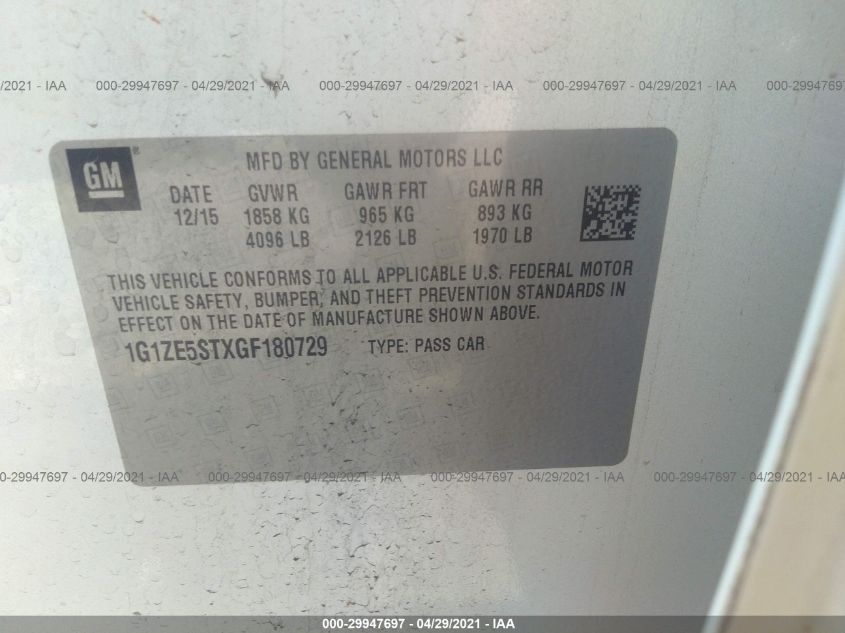 2021 - IAA 000-29947697 - 04/29/2021 - IAA 000-29947697 - 04/29/2021 - IAA 000-29947697 - 04/29/2021 - IAA 000-29947697
GM
®
MFD BY GENERAL MOTORS LLC
DATE GVWR GAWR FRT GAWR RR
12/15 1858 KG 965 KG 893 KG
4096 LB 2126 LB 1970 LB
THIS VEHICLE CONFORMS TO ALL APPLICABLE U.S. FEDERAL MOTOR
VEHICLE SAFETY, BUMPER, AND THEFT PREVENTION STANDARDS IN
EFFECT ON THE DATE OF MANUFACTURE SHOWN ABOVE.
1G1ZE5STXGF180729 TYPE: PASS CAR
0-29947697 - 04/29/2021 - IAA 000-29947697 - 04/29/2021 - IAA 000-29947697 - 04/29/2021 - IAA 000-29947697 - 04/29/2021 - IAA
000-29947697 - 04/29/2021 - IAA